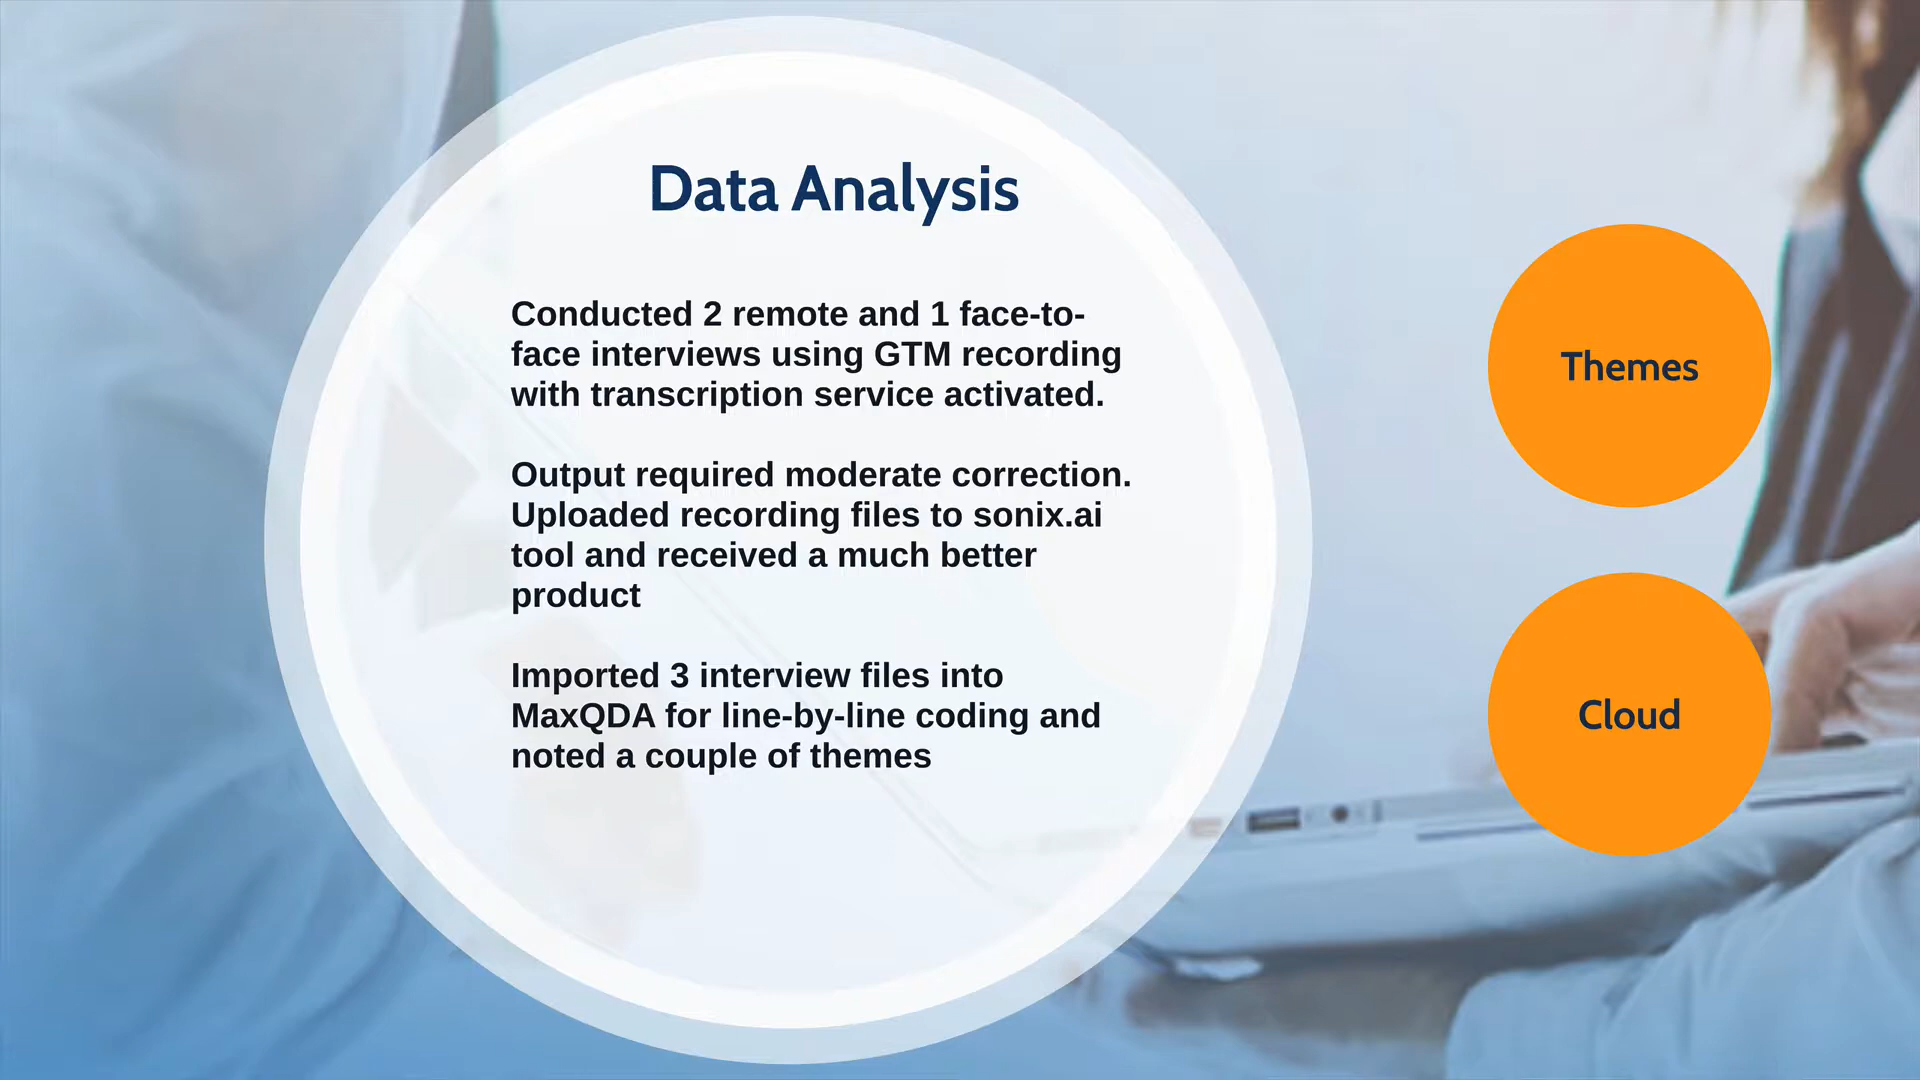 Data Analysis
Conducted 2 remote and 1 face-to-
face interviews using GTM recording
with transcription service activated.
Output required moderate correction.
Uploaded recording files to sonix.ai
tool and received a much better
product
Imported 3 interview files into
MaxQDA for line-by-line coding and
noted a couple of themes
Themes
Cloud